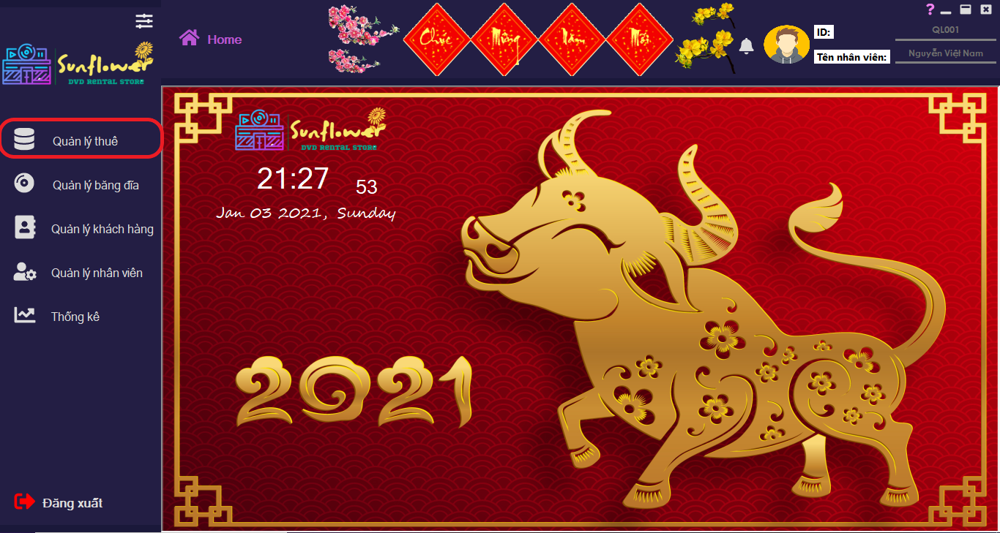 Sunflower
DVD RENTAL STORE
Home
Chúc Mừng Năm Mới
?
ID:
QL001
Tên nhân viên:
Nguyễn Việt Nam
Quản lý thuê
Quản lý băng đĩa
Quản lý khách hàng
Quản lý nhân viên
Thống kê
Đăng xuất
Sunflower
DVD RENTAL STORE
21:27 53
Jan 03 2021, Sunday
2021